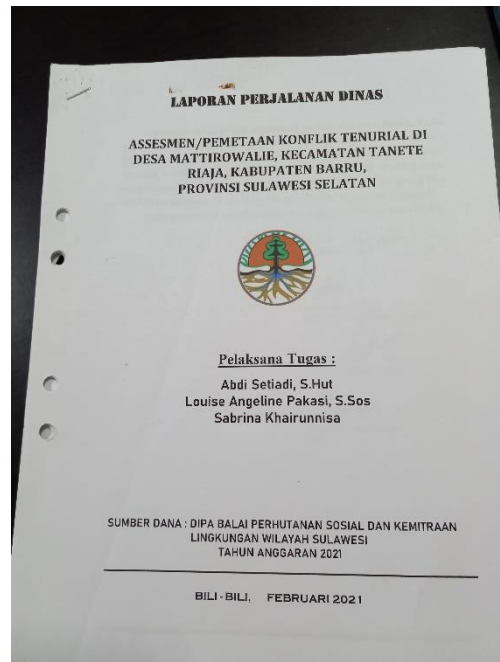 LAPORAN PERJALANAN DINAS
ASSESMEN/PEMETAAN KONFLIK TENURIAL DI
DESA MATTIROWALIE, KECAMATAN TANETE
RIAJA, KABUPATEN BARRU,
PROVINSI SULAWESI SELATAN
Pelaksana Tugas :
Abdi Setiadi, S.Hut
Louise Angeline Pakasi, S.Sos
Sabrina Khairunnisa
SUMBER DANA : DIPA BALAI PERHUTANAN SOSIAL DAN KEMITRAAN
LINGKUNGAN WILAYAH SULAWESI
TAHUN ANGGARAN 2021
BILI - BILI, FEBRUARI 2021